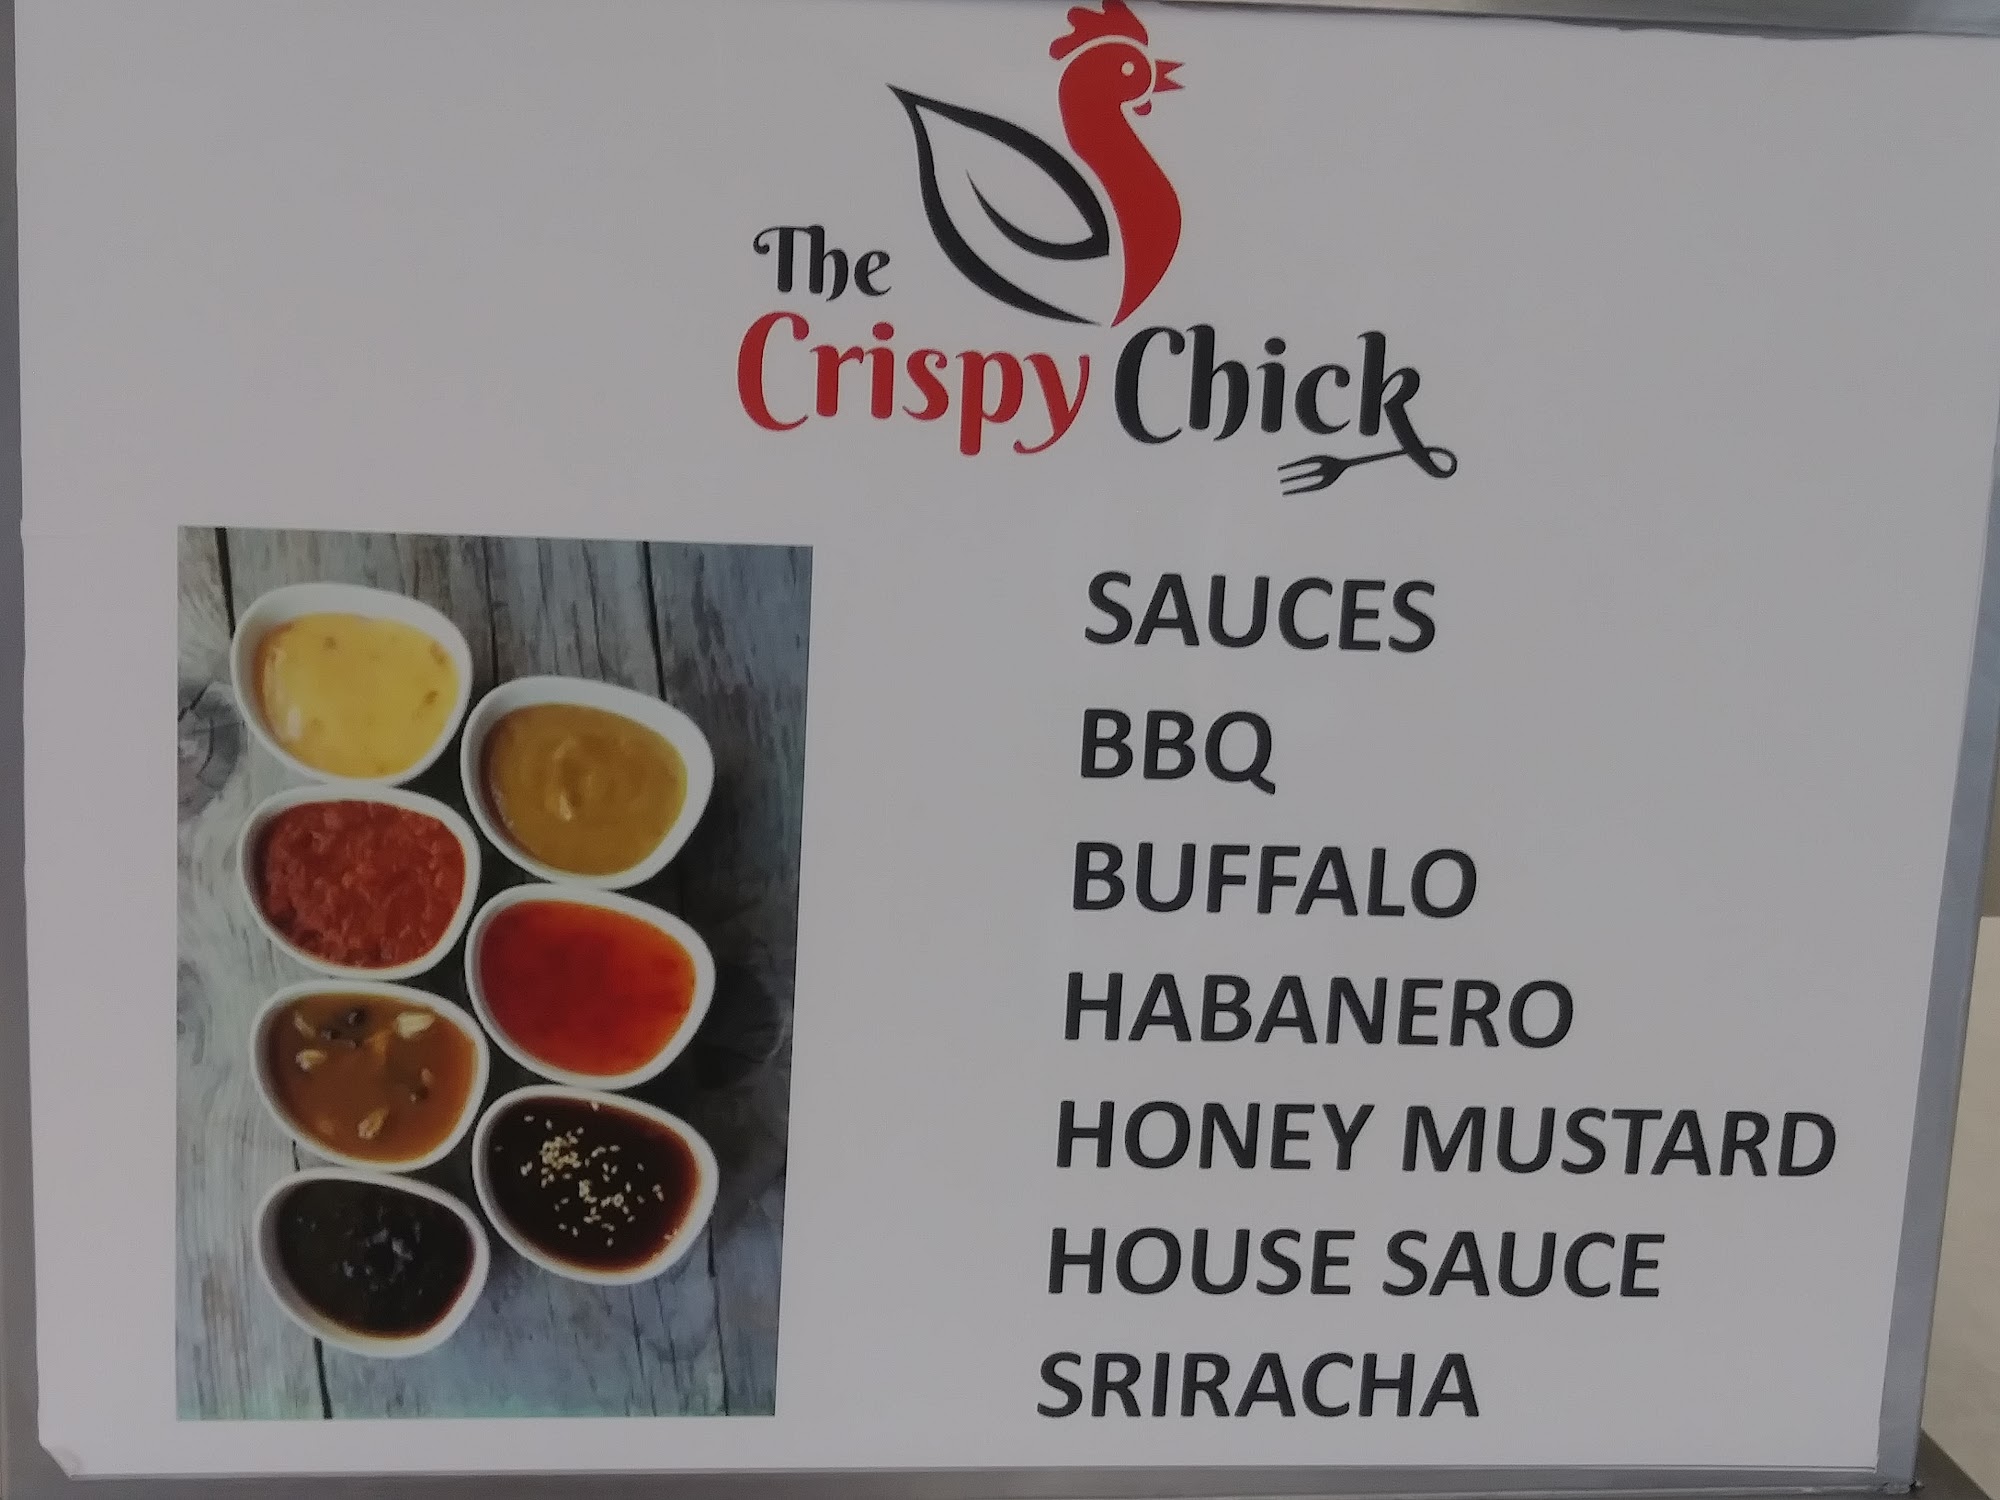 The
Crispy Chick
SAUCES
BBQ
BUFFALO
HABANERO
HONEY MUSTARD
HOUSE SAUCE
SRIRACHA